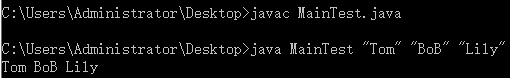 C:\Users\Administrator\Desktop>javac MainTest.java
C:\Users\Administrator\Desktop>java MainTest "Tom" "BoB" "Lily"
Tom BoB Lily